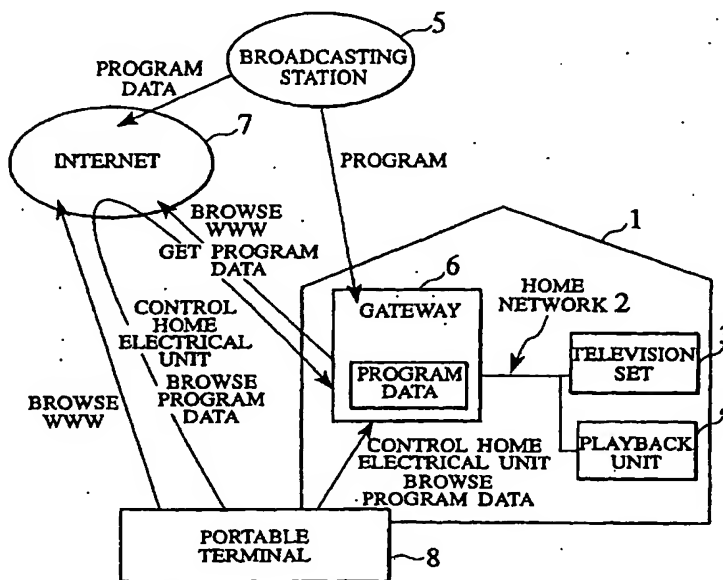 5
BROADCASTING
STATION
PROGRAM
DATA
7
INTERNET
PROGRAM
BROWSE
WWW
GET PROGRAM
DATA
1
6
GATEWAY
HOME
NETWORK 2
PROGRAM
DATA
TELEVISION
SET
3
PLAYBACK
UNIT
CONTROL
HOME
ELECTRICAL
UNIT
BROWSE
PROGRAM
DATA
BROWSE
WWW
CONTROL HOME
ELECTRICAL UNIT
BROWSE
PROGRAM DATA
PORTABLE
TERMINAL
8